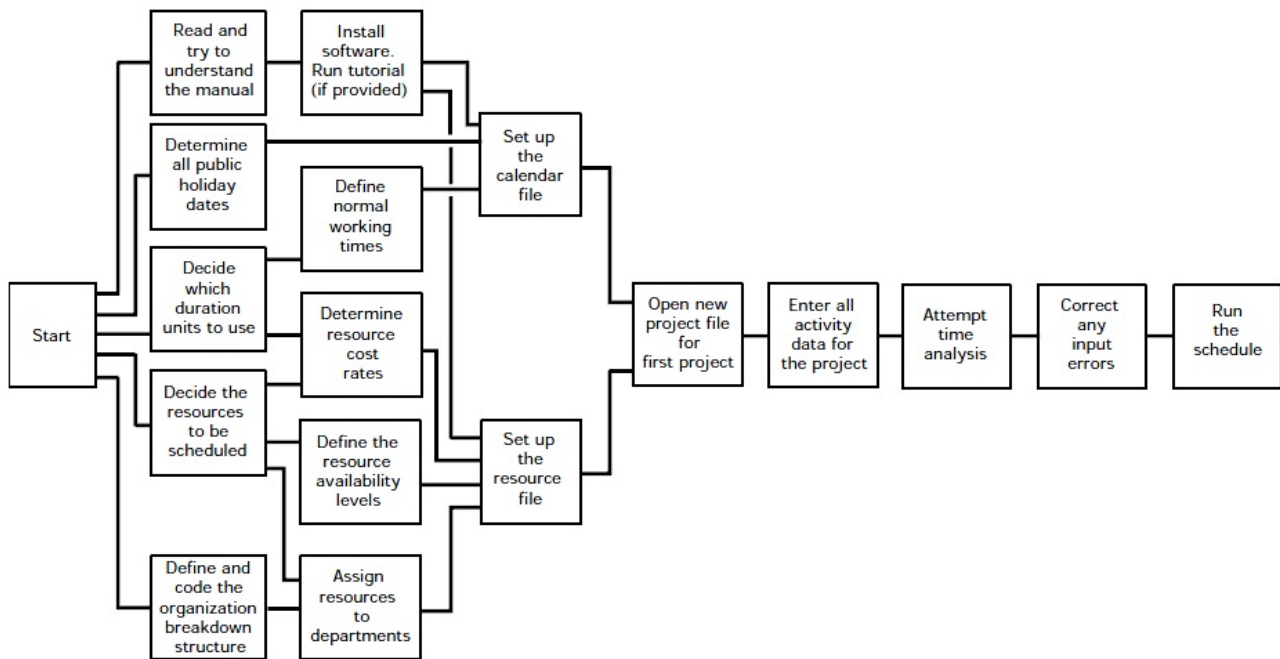 Start
Read and
try to
understand
the manual
Determine
all public
holiday
dates
Decide
which
duration
units to use
Decide the
resources
to be
scheduled
Define and
code the
organization
breakdown
structure
Install
software.
Run tutorial
(if provided)
Define
normal
working
times
Determine
resource
cost
rates
Define the
resource
availability
levels
Assign
resources
to
departments
Set up
the
calendar
file
Set up
the
resource
file
Open new
project file
for
first project
Enter all
activity
data for
the project
Attempt
time
analysis
Correct
any
input
errors
Run
the
schedule